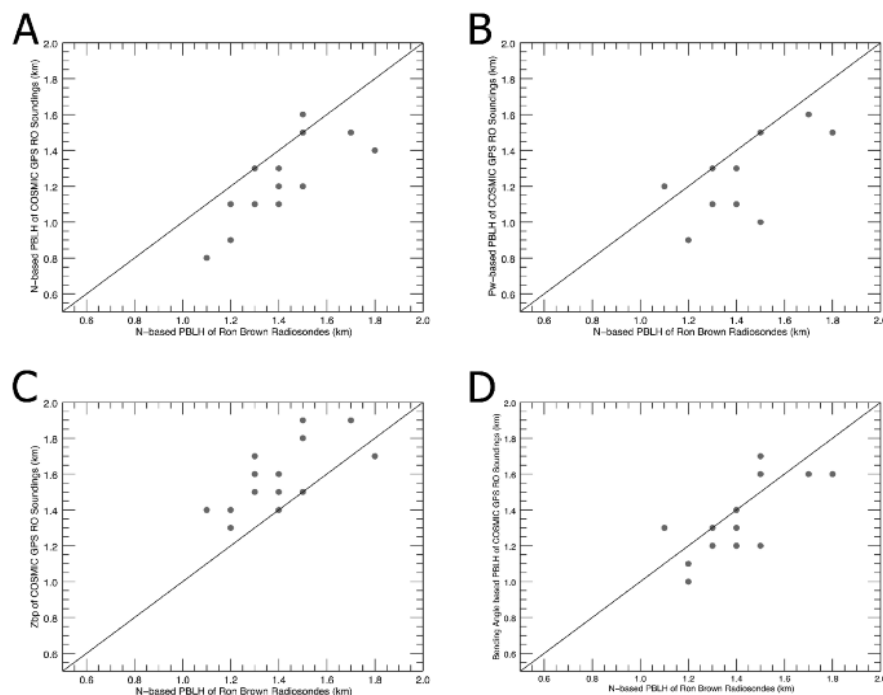 A
N-based PBLH of COSMIC GPS RO Soundings (km)
2.0
1.8
1.6
1.4
1.2
1.0
0.8
0.6
0.6 0.8 1.0 1.2 1.4 1.6 1.8 2.0
N-based PBLH of Ron Brown Radiosondes (km)
B
Pw-based PBLH of COSMIC GPS RO Soundings (km)
2.0
1.8
1.6
1.4
1.2
1.0
0.8
0.6
0.6 0.8 1.0 1.2 1.4 1.6 1.8 2.0
N-based PBLH of Ron Brown Radiosondes (km)
C
Zbp of COSMIC GPS RO Soundings (km)
2.0
1.8
1.6
1.4
1.2
1.0
0.8
0.6
0.6 0.8 1.0 1.2 1.4 1.6 1.8 2.0
N-based PBLH of Ron Brown Radiosondes (km)
D
Bending Angle based PBLH of COSMIC GPS RO Soundings (km)
2.0
1.8
1.6
1.4
1.2
1.0
0.8
0.6
0.6 0.8 1.0 1.2 1.4 1.6 1.8 2.0
N-based PBLH of Ron Brown Radiosondes (km)